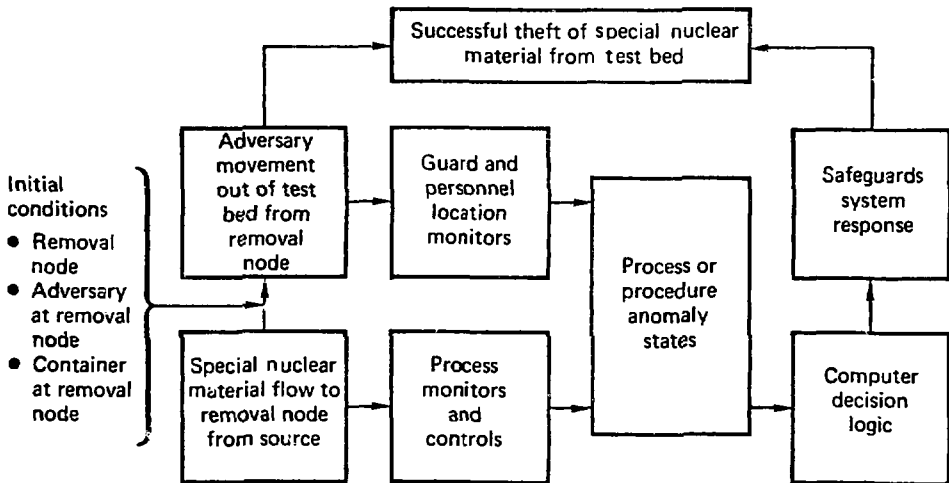 Successful theft of special nuclear
material from test bed
Initial
conditions
● Removal
node
● Adversary
at removal
node
● Container
at removal
node
Adversary
movement
out of test
bed from
removal
node
Guard and
personnel
location
monitors
Process or
procedure
anomaly
states
Safeguards
system
response
Special nuclear
material flow to
removal node
from source
Process
monitors
and
controls
Computer
decision
logic